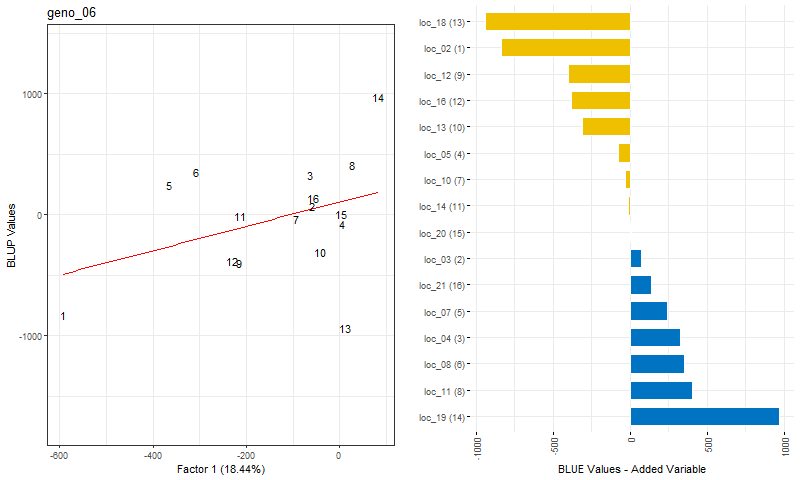 geno_06
BLUP Values
1000
0
-1000
14
8
6
3
5
16
2
15
11
7
4
10
12
9
1
13
-600
-400
-200
0
Factor 1 (18.44%)
loc_18 (13)
loc_02 (1)
loc_12 (9)
loc_16 (12)
loc_13 (10)
loc_05 (4)
loc_10 (7)
loc_14 (11)
loc_20 (15)
loc_03 (2)
loc_21 (16)
loc_07 (5)
loc_04 (3)
loc_08 (6)
loc_11 (8)
loc_19 (14)
-1000
-500
0
500
1000
BLUE Values - Added Variable